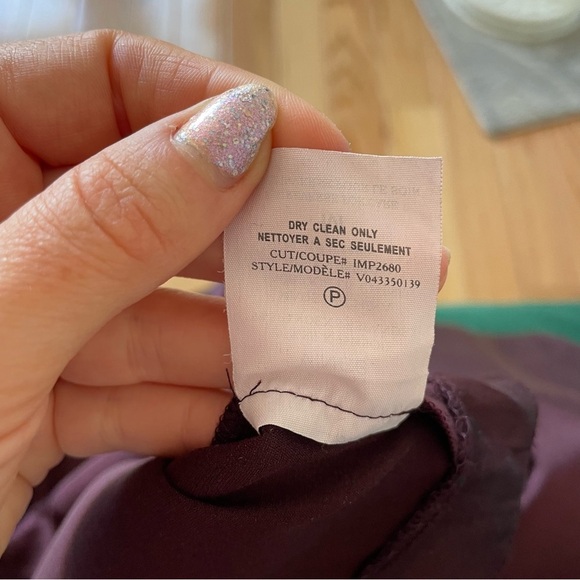 DRY CLEAN ONLY
NETTOYER A SEC SEULEMENT
CUT/COUPE# IMP2680
STYLE/MODÈLE# V043350139
P